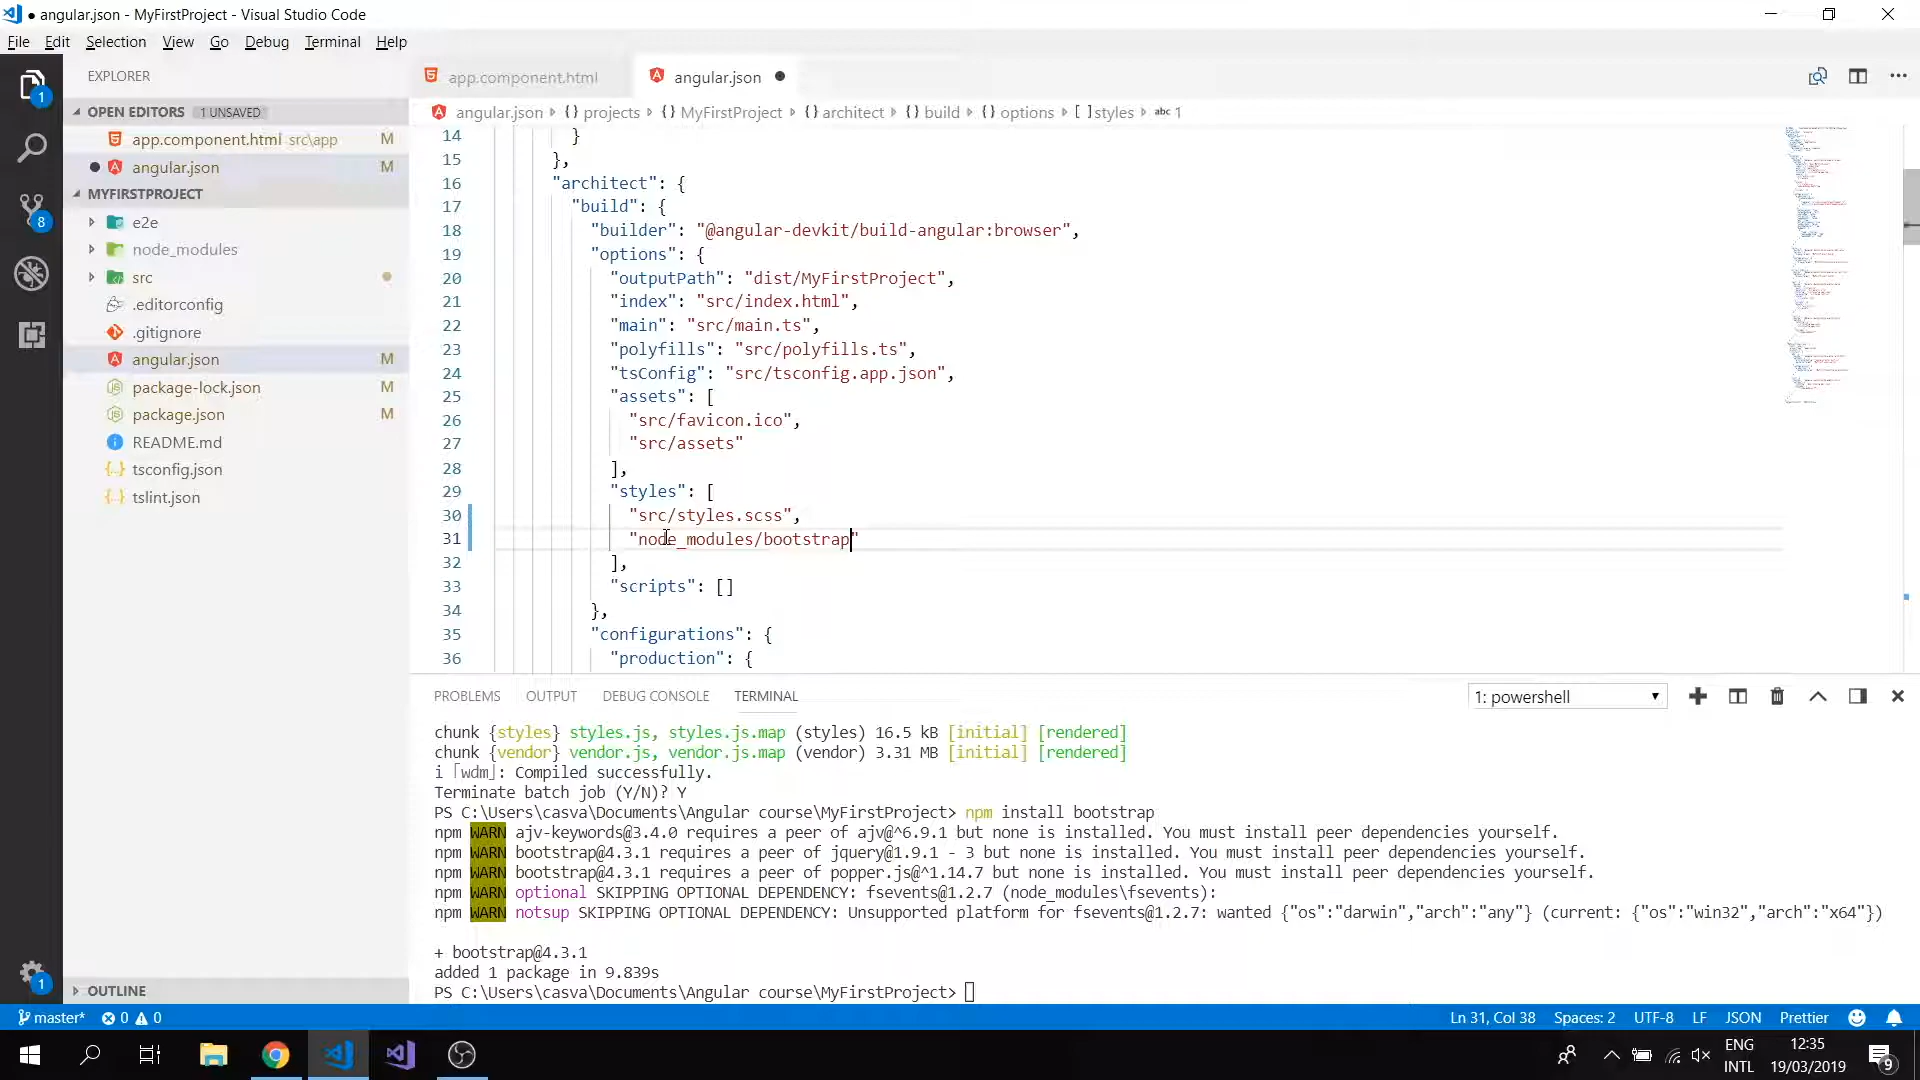 angular.json - MyFirstProject - Visual Studio Code
File Edit Selection View Go Debug Terminal Help
EXPLORER
OPEN EDITORS 1 UNSAVED
app.component.html src\app M
angular.json M
MYFIRSTPROJECT
e2e
node_modules
src
.editorconfig
.gitignore
angular.json M
package-lock.json M
package.json M
README.md
tsconfig.json
tslint.json
OUTLINE
1
8
1
app.component.html angular.json
angular.json {} projects {} MyFirstProject {} architect {} build {} options [ ] styles abc 1
14 }
15 },
16 "architect": {
17 "build": {
18 "builder": "@angular-devkit/build-angular:browser",
19 "options": {
20 "outputPath": "dist/MyFirstProject",
21 "index": "src/index.html",
22 "main": "src/main.ts",
23 "polyfills": "src/polyfills.ts",
24 "tsConfig": "src/tsconfig.app.json",
25 "assets": [
26 "src/favicon.ico",
27 "src/assets"
28 ],
29 "styles": [
30 "src/styles.scss",
31 "node_modules/bootstrap"
32 ],
33 "scripts": []
34 },
35 "configurations": {
36 "production": {
PROBLEMS OUTPUT DEBUG CONSOLE TERMINAL 1: powershell
chunk {styles} styles.js, styles.js.map (styles) 16.5 kB [initial] [rendered]
chunk {vendor} vendor.js, vendor.js.map (vendor) 3.31 MB [initial] [rendered]
i ｢wdm｣: Compiled successfully.
Terminate batch job (Y/N)? Y
PS C:\Users\casva\Documents\Angular course\MyFirstProject> npm install bootstrap
npm WARN ajv-keywords@3.4.0 requires a peer of ajv@^6.9.1 but none is installed. You must install peer dependencies yourself.
npm WARN bootstrap@4.3.1 requires a peer of jquery@1.9.1 - 3 but none is installed. You must install peer dependencies yourself.
npm WARN bootstrap@4.3.1 requires a peer of popper.js@^1.14.7 but none is installed. You must install peer dependencies yourself.
npm WARN optional SKIPPING OPTIONAL DEPENDENCY: fsevents@1.2.7 (node_modules\fsevents):
npm WARN notsup SKIPPING OPTIONAL DEPENDENCY: Unsupported platform for fsevents@1.2.7: wanted {"os":"darwin","arch":"any"} (current: {"os":"win32","arch":"x64"})
+ bootstrap@4.3.1
added 1 package in 9.839s
PS C:\Users\casva\Documents\Angular course\MyFirstProject>
master* 0 0 Ln 31, Col 38 Spaces: 2 UTF-8 LF JSON Prettier
ENG 12:35
INTL 19/03/2019 9